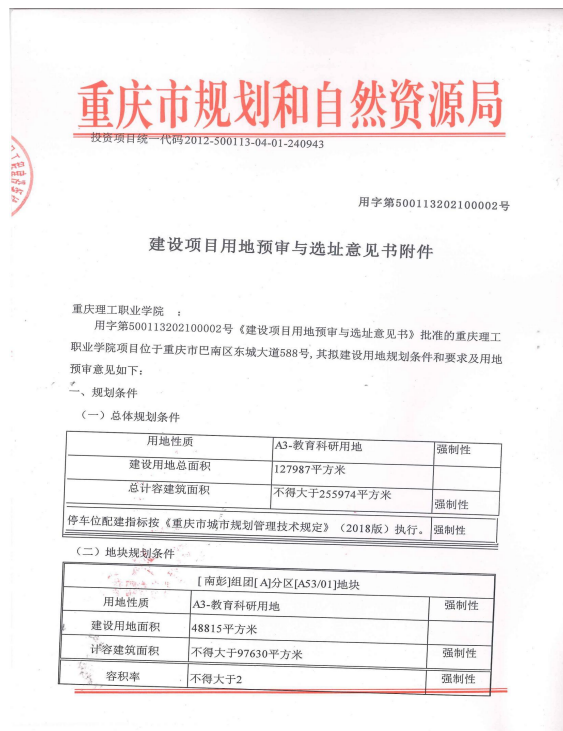 重庆市规划和自然资源局
投资项目统一代码2012-500113-04-01-240943
用字第500113202100002号
建设项目用地预审与选址意见书附件
重庆理工职业学院 :
用字第500113202100002号《建设项目用地预审与选址意见书》批准的重庆理工
职业学院项目位于重庆市巴南区东城大道588号,其拟建设用地规划条件和要求及用地
预审意见如下:
一、规划条件
（一）总体规划条件
用地性质 A3-教育科研用地 强制性
建设用地总面积 127987平方米
总计容建筑面积 不得大于255974平方米 强制性
停车位配建指标按《重庆市城市规划管理技术规定》（2018版）执行。 强制性
（二）地块规划条件
[ 南彭]组团[ A]分区[A53/01]地块
用地性质 A3-教育科研用地 强制性
建设用地面积 48815平方米
计容建筑面积 不得大于97630平方米 强制性
容积率 不得大于2 强制性